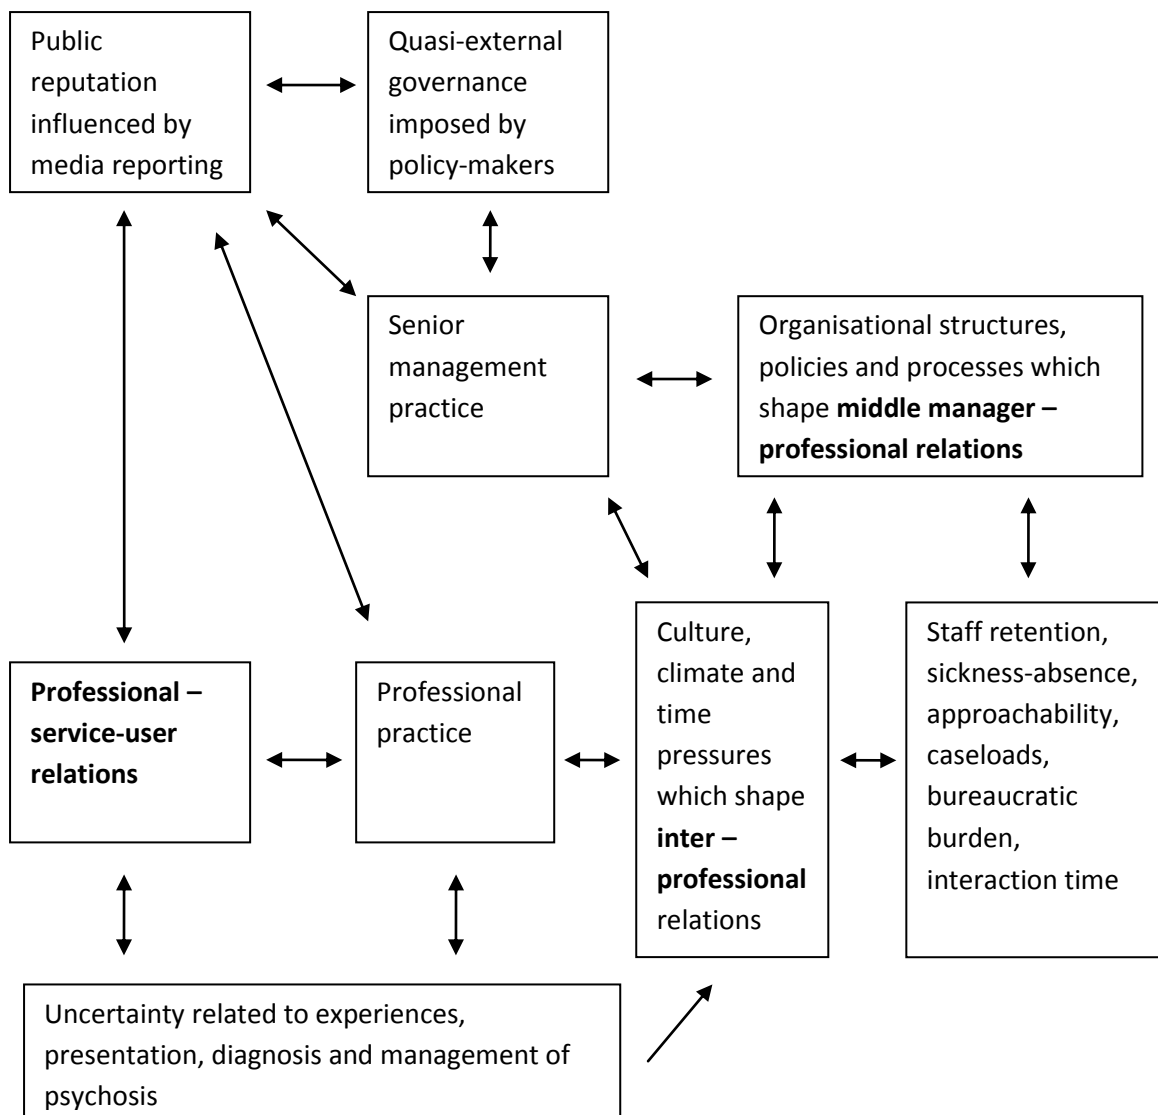 Public
reputation
influenced by
media reporting
Quasi-external
governance
imposed by
policy-makers
Senior
management
practice
Organisational structures,
policies and processes which
shape middle manager –
professional relations
Professional –
service-user
relations
Professional
practice
Culture,
climate and
time
pressures
which shape
inter –
professional
relations
Staff retention,
sickness-absence,
approachability,
caseloads,
bureaucratic
burden,
interaction time
Uncertainty related to experiences,
presentation, diagnosis and management of
psychosis